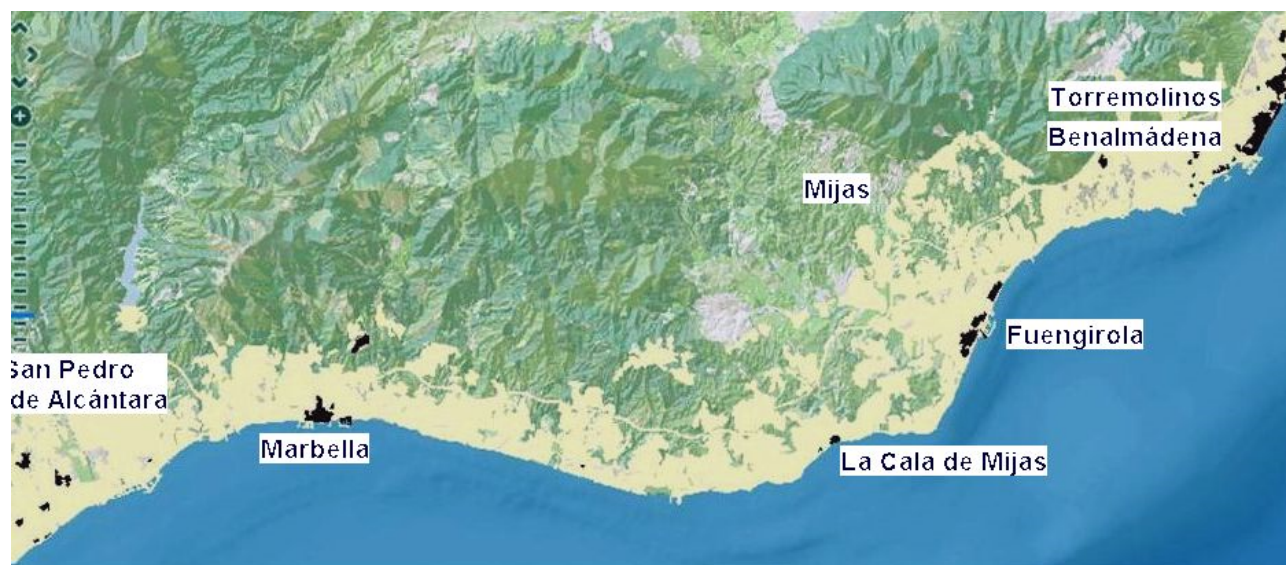 Torremolinos
Benalmádena
Mijas
Fuengirola
San Pedro
de Alcántara
Marbella
La Cala de Mijas